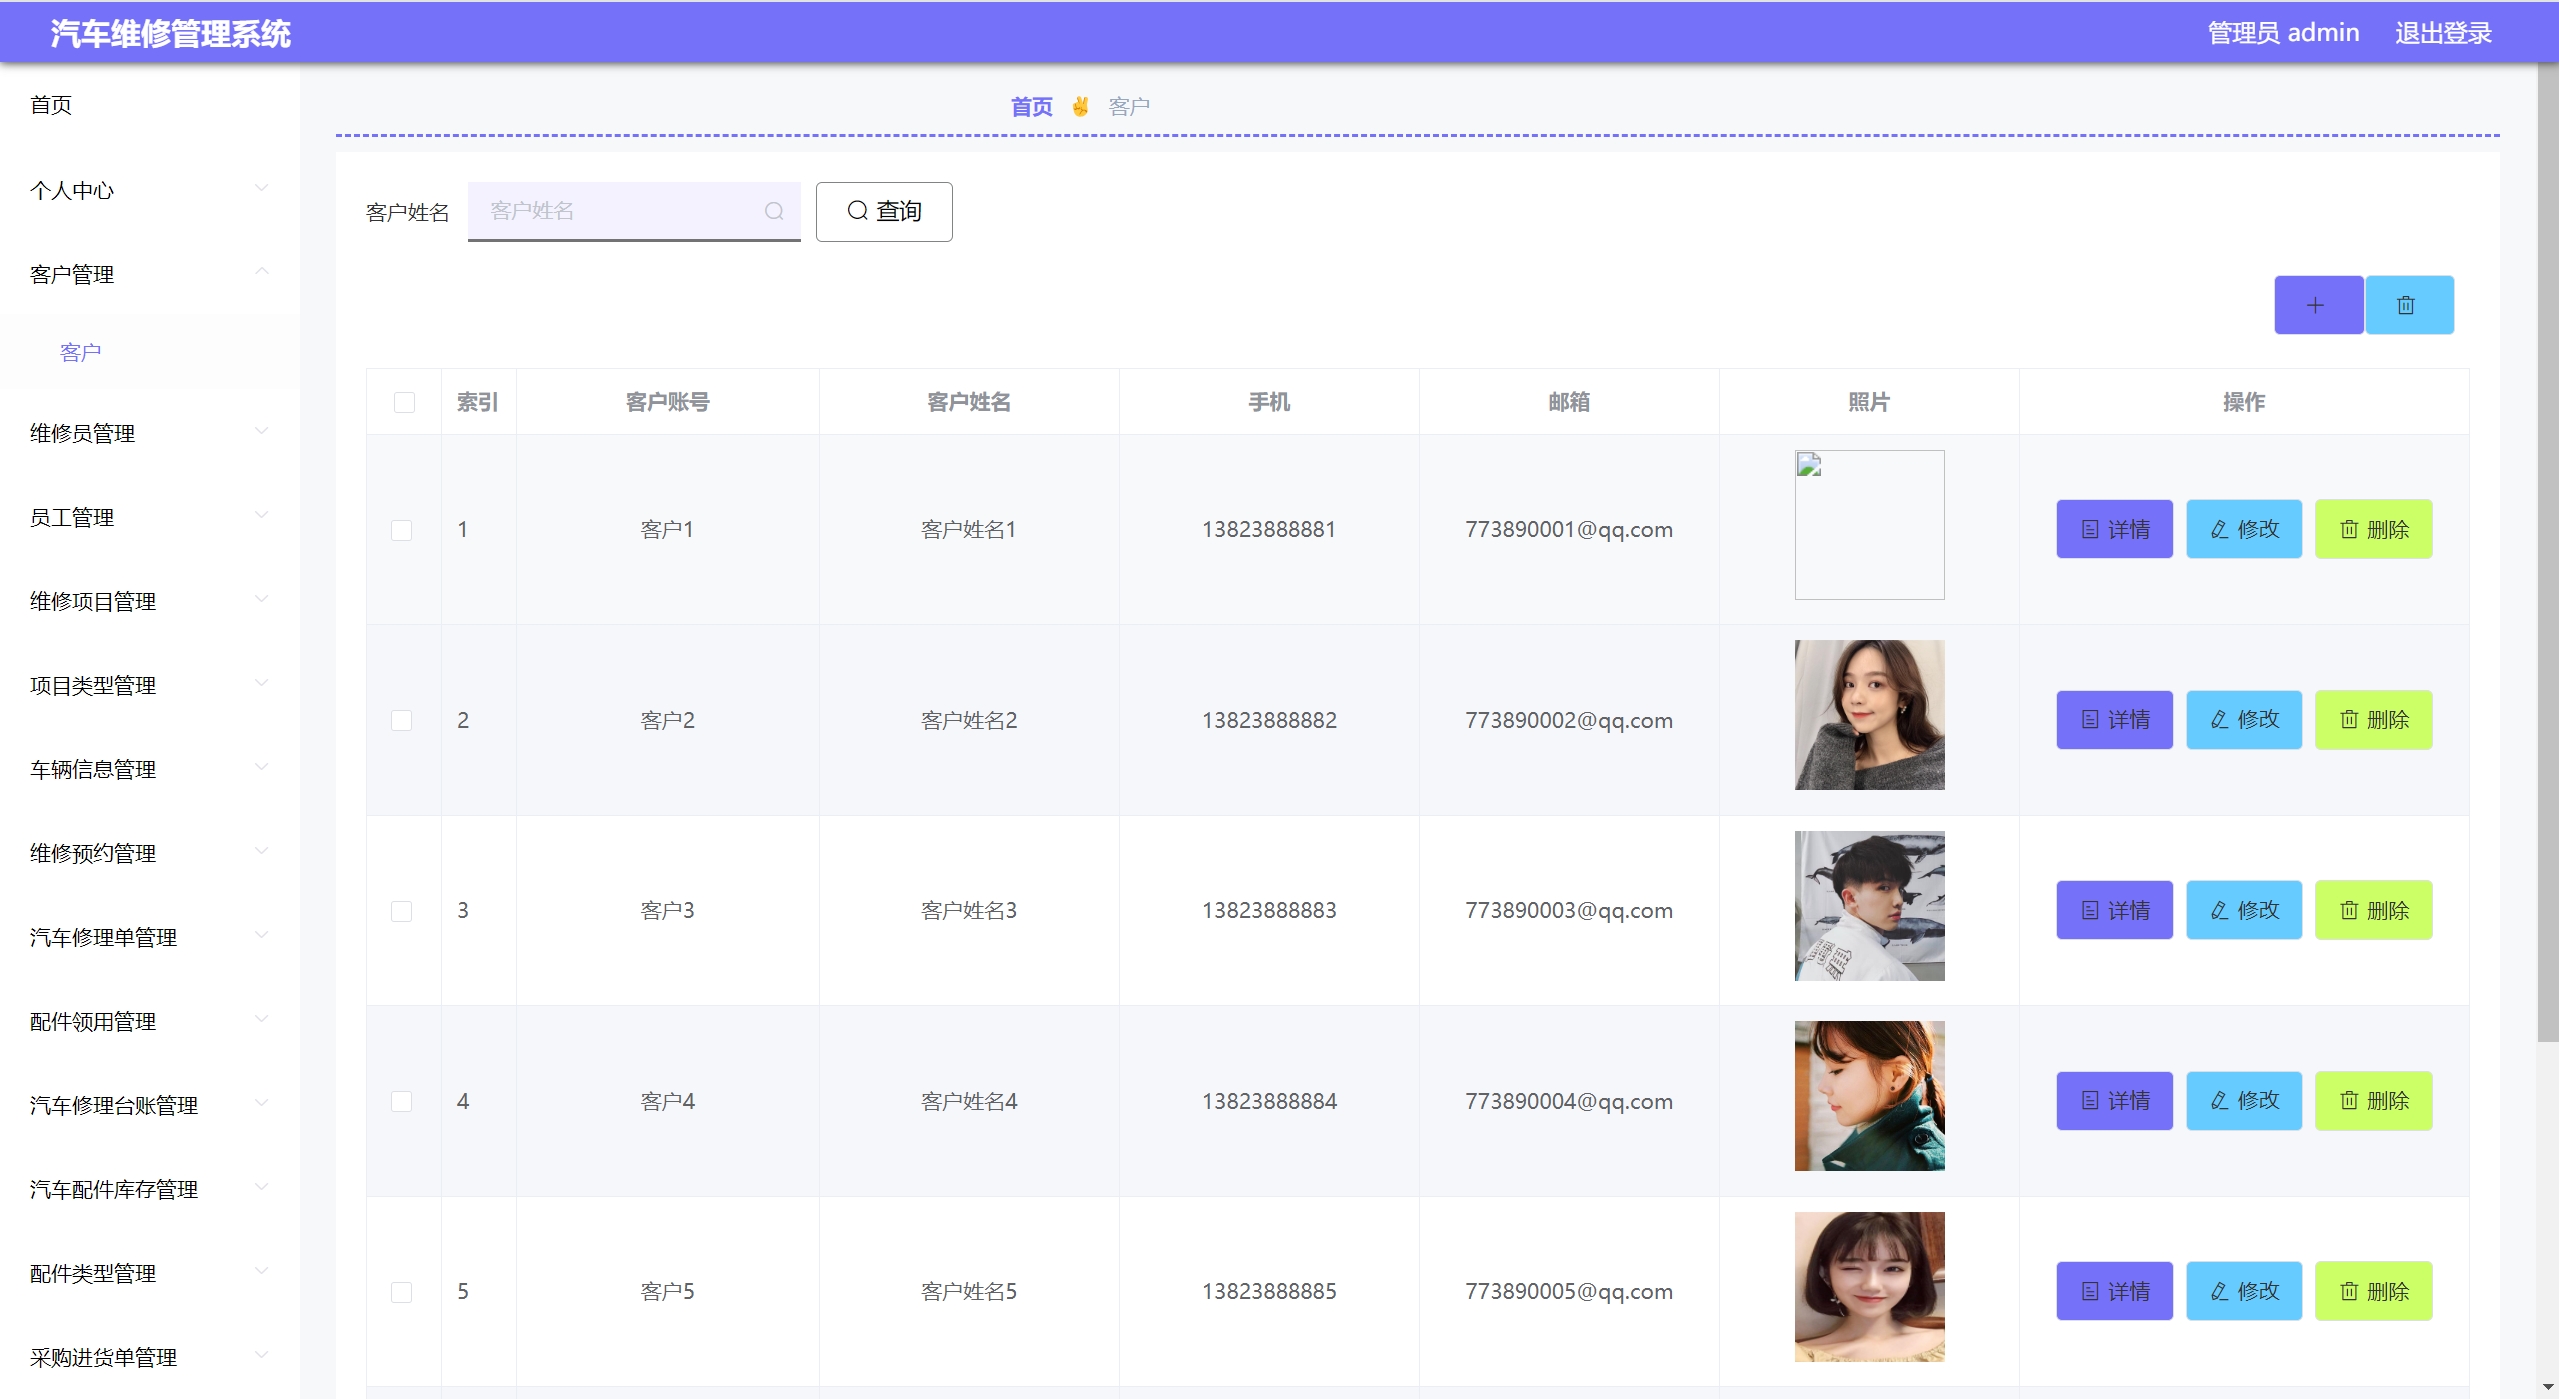 汽车维修管理系统 管理员 admin 退出登录
首页 客户
首页
个人中心
客户管理
客户
维修员管理
员工管理
维修项目管理
项目类型管理
车辆信息管理
维修预约管理
汽车修理单管理
配件领用管理
汽车修理台账管理
汽车配件库存管理
配件类型管理
采购进货单管理
客户姓名 客户姓名 查询
索引 客户账号 客户姓名 手机 邮箱 照片 操作
1 客户1 客户姓名1 13823888881 773890001@qq.com 详情 修改 删除
2 客户2 客户姓名2 13823888882 773890002@qq.com 详情 修改 删除
3 客户3 客户姓名3 13823888883 773890003@qq.com 详情 修改 删除
4 客户4 客户姓名4 13823888884 773890004@qq.com 详情 修改 删除
5 客户5 客户姓名5 13823888885 773890005@qq.com 详情 修改 删除